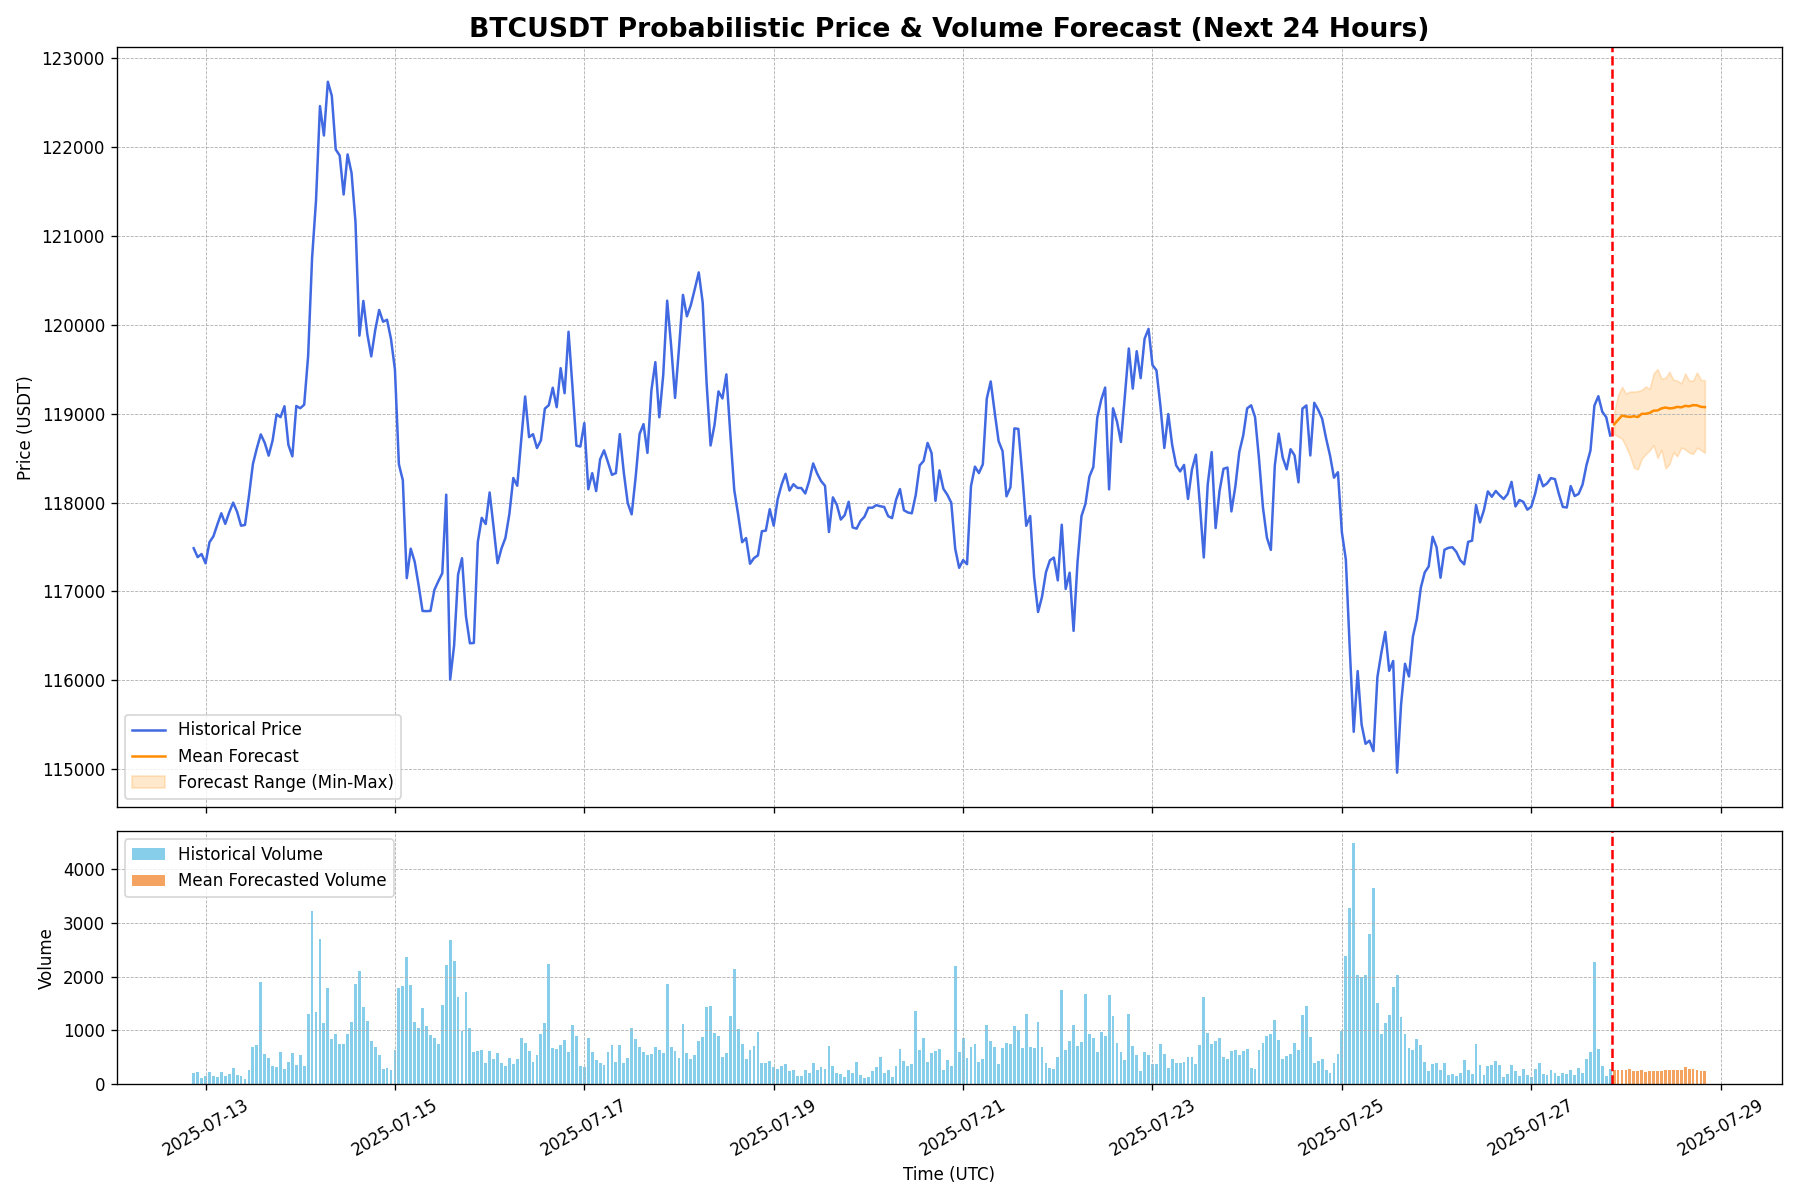 BTCUSDT Probabilistic Price & Volume Forecast (Next 24 Hours)
123000
122000
121000
120000
119000
118000
117000
116000
115000
Price (USDT)
Historical Price
Mean Forecast
Forecast Range (Min-Max)
Historical Volume
Mean Forecasted Volume
4000
3000
2000
1000
0
Volume
2025-07-13
2025-07-15
2025-07-17
2025-07-19
2025-07-21
2025-07-23
2025-07-25
2025-07-27
2025-07-29
Time (UTC)